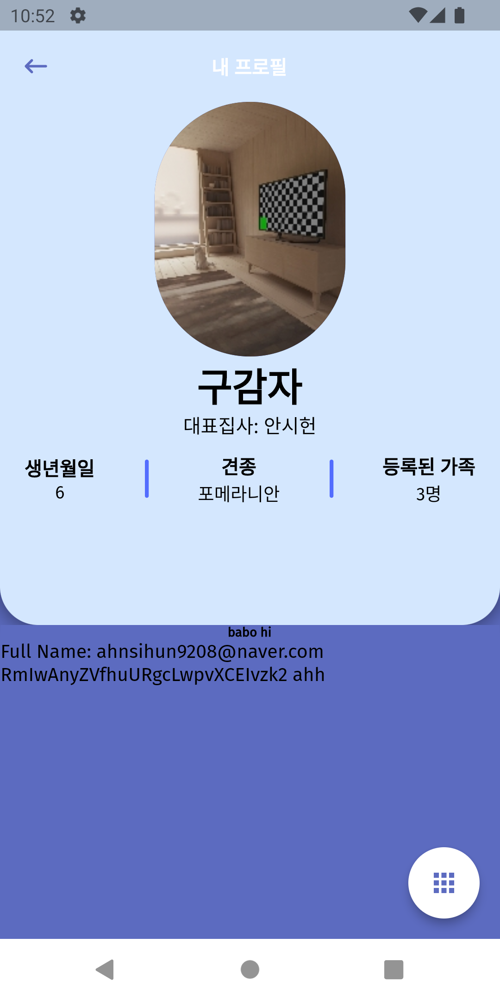 10:52
내 프로필
구감자
대표집사: 안시헌
생년월일 견종 등록된 가족
6 포메라니안 3명
babo hi
Full Name: ahnsihun9208@naver.com
RmIwAnyZVfhuURgcLwpvXCEIvzk2 ahh